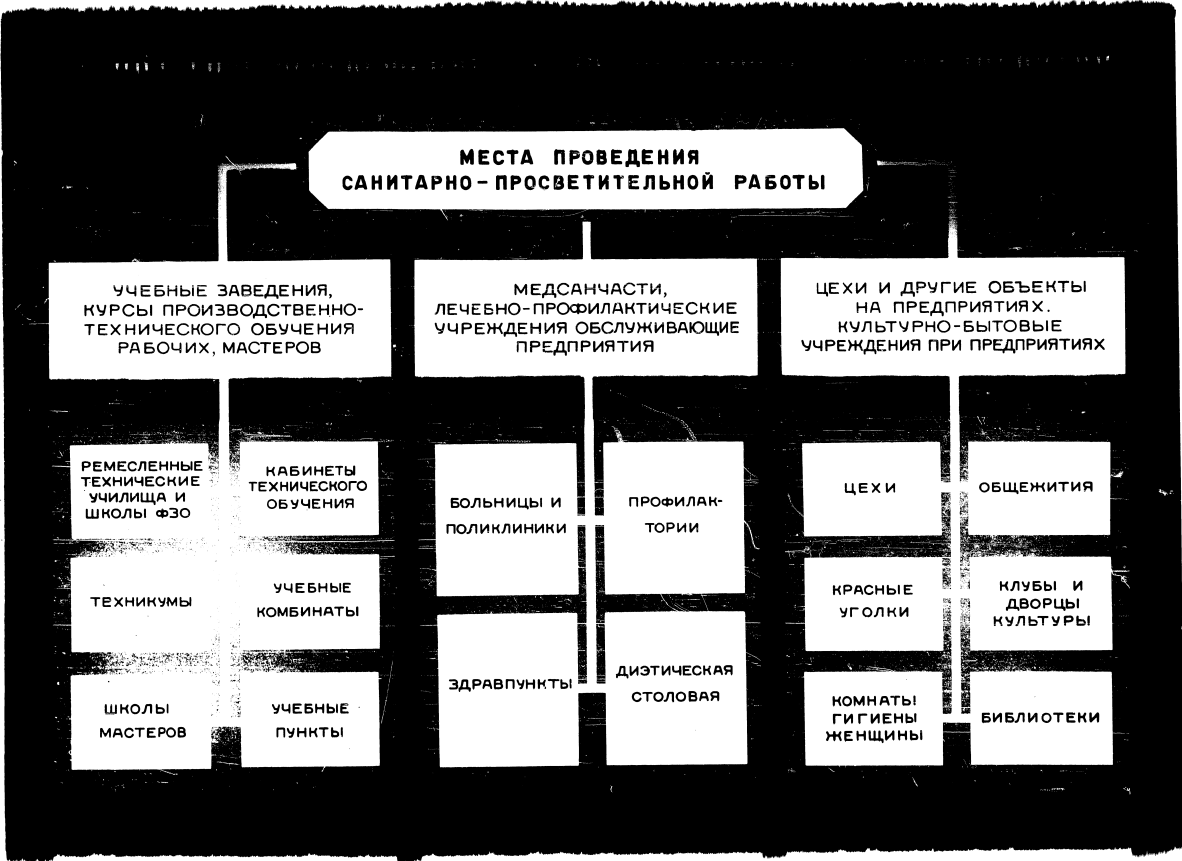 МЕСТА ПРОВЕДЕНИЯ
САНИТАРНО-ПРОСВЕТИТЕЛЬНОЙ РАБОТЫ
УЧЕБНЫЕ ЗАВЕДЕНИЯ,
КУРСЫ ПРОИЗВОДСТВЕННО-
ТЕХНИЧЕСКОГО ОБУЧЕНИЯ
РАБОЧИХ, МАСТЕРОВ
РЕМЕСЛЕННЫЕ
ТЕХНИЧЕСКИЕ
УЧИЛИЩА И
ШКОЛЫ ФЗО
КАБИНЕТЫ
ТЕХНИЧЕСКОГО
ОБУЧЕНИЯ
ТЕХНИКУМЫ
УЧЕБНЫЕ
КОМБИНАТЫ
ШКОЛЫ
МАСТЕРОВ
УЧЕБНЫЕ
ПУНКТЫ
МЕДСАНЧАСТИ,
ЛЕЧЕБНО-ПРОФИЛАКТИЧЕСКИЕ
УЧРЕЖДЕНИЯ ОБСЛУЖИВАЮЩИЕ
ПРЕДПРИЯТИЯ
БОЛЬНИЦЫ И
ПОЛИКЛИНИКИ
ПРОФИЛАК-
ТОРИИ
ЗДРАВПУНКТЫ
ДИЭТИЧЕСКАЯ
СТОЛОВАЯ
ЦЕХИ И ДРУГИЕ ОБЪЕКТЫ
НА ПРЕДПРИЯТИЯХ.
КУЛЬТУРНО-БЫТОВЫЕ
УЧРЕЖДЕНИЯ ПРИ ПРЕДПРИЯТИЯХ
ЦЕХИ
ОБЩЕЖИТИЯ
КРАСНЫЕ
УГОЛКИ
КЛУБЫ И
ДВОРЦЫ
КУЛЬТУРЫ
КОМНАТЫ
ГИГИЕНЫ
ЖЕНЩИНЫ
БИБЛИОТЕКИ